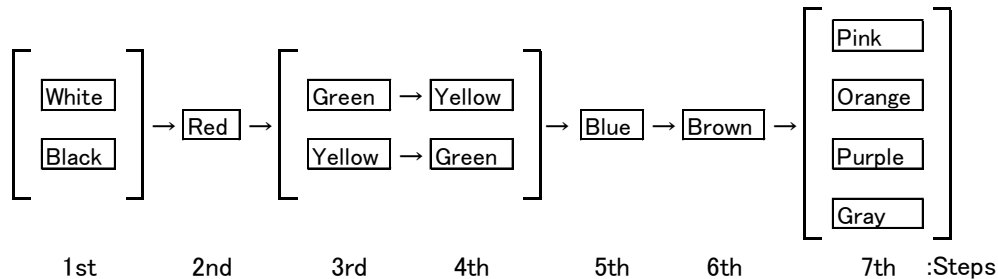 Pink
White Green → Yellow Orange
→ Red → → Blue → Brown →
Black Yellow → Green Purple
Gray
1st 2nd 3rd 4th 5th 6th 7th :Steps